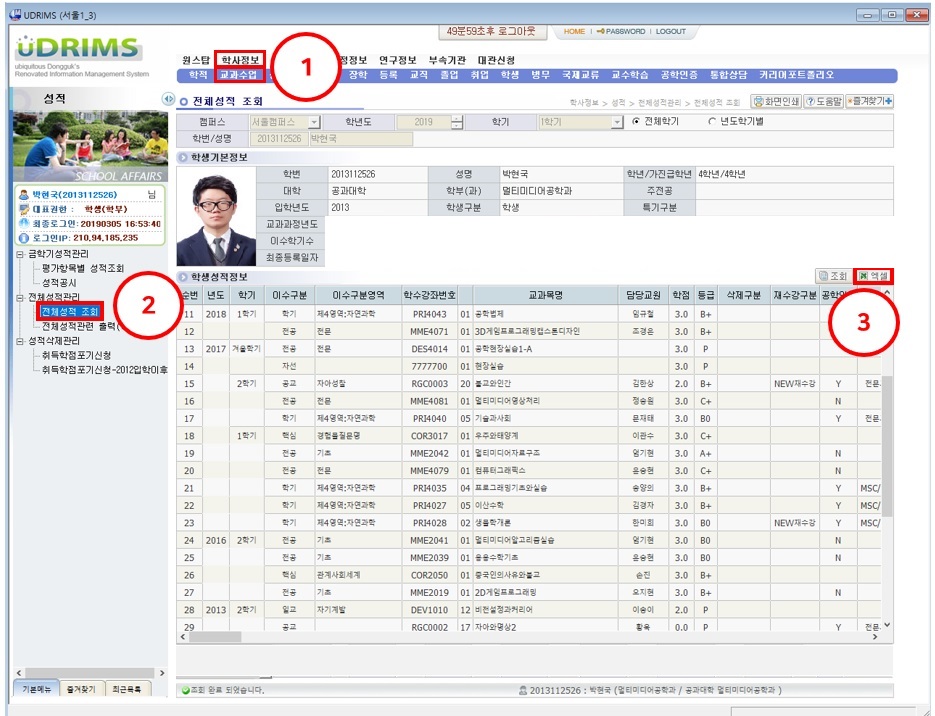 UDRIMS (서울1_3)
49분59초후 로그아웃 HOME | PASSWORD | LOGOUT
uDRIMS
ubiquitous Dongguk's
Renovated Information Management System
원스탑 학사정보 정정보 연구정보 부속기관 대관신청
학적 교과수업 장학 등록 교직 졸업 취업 학생 병무 국제교류 교수학습 공학인증 통합상담 커리어포트폴리오
1
성적
전체성적 조회
학사정보 > 성적 > 전체성적관리 > 전체성적 조회 화면인쇄 도움말 즐겨찾기
캠퍼스 서울캠퍼스 학년도 2019 학기 1학기 전체학기 년도학기별
학번/성명 2013112526 박현국
SCHOOL AFFAIRS
박현국(2013112526) 님
대표권한 : 학생(학부)
최종로그인: 20190305 16:53:40
로그인IP: 210,94,185,235
금학기성적관리
평가항목별 성적조회
성적공시
전체성적관리
전체성적 조회
전체성적관련 출력(
성적삭제관리
취득학점포기신청
취득학점포기신청-2012입학이후
2
학생기본정보
학번 2013112526 성명 박현국 학년/가진급학년 4학년/4학년
대학 공과대학 학부(과) 멀티미디어공학과 주전공
입학년도 2013 학생구분 학생 특기구분
교과과정년도
이수학기수
최종등록일자
학생성적정보 조회 엑셀
3
순번 년도 학기 이수구분 이수구분영역 학수강좌번호 교과목명 담당교원 학점 등급 삭제구분 재수강구분 공학인
11 2018 1학기 학기 제4영역:자연과학 PRI4043 01 공학법제 임규철 3.0 B+
12 전공 전문 MME4071 01 3D게임프로그래밍캡스톤디자인 조경은 3.0 B+ N
13 2017 겨울학기 전공 전문 DES4014 01 공학현장실습1-A 3.0 P
14 자선 7777700 01 현장실습 3.0 P
15 2학기 공교 자아성찰 RGC0003 20 불교와인간 김한상 2.0 B+ NEW재수강 Y 전문
16 전공 전문 MME4081 01 멀티미디어영상처리 정승원 3.0 C+ N
17 학기 제4영역:자연과학 PRI4040 05 기술과사회 문재태 3.0 B0 Y 전문
18 1학기 핵심 경험률질문명 COR3017 01 우주와태양계 이관수 3.0 C+
19 전공 기초 MME2042 01 멀티미디어자료구조 엄기현 3.0 A+ N
20 전공 전문 MME4079 01 컴퓨터그래픽스 윤승현 3.0 C+ N
21 학기 제4영역:자연과학 PRI4035 04 프로그래밍기초와실습 송양의 3.0 B+ Y MSC/
22 학기 제4영역:자연과학 PRI4027 05 이산수학 김경자 3.0 B+ Y MSC/
23 학기 제4영역:자연과학 PRI4028 02 생물학개론 한미희 3.0 B0 NEW재수강 Y MSC/
24 2016 2학기 전공 기초 MME2041 01 멀티미디어알고리즘실습 엄기현 3.0 B0 N
25 전공 기초 MME2039 01 응용수학기초 윤승현 3.0 B0 N
26 핵심 관계사회세계 COR2050 01 중국인의사유와불교 손진 3.0 B+
27 전공 기초 MME2019 01 2D게임프로그래밍 오지현 3.0 B+ N
28 2013 2학기 일교 자기계발 DEV1010 12 비전설정과커리어 이송이 2.0 P
29 공교 RGC0002 17 자아와명상2 황욱 0.0 P Y 전문
기본메뉴 즐겨찾기 최근목록
조회 완료 되었습니다. 2013112526 : 박현국 (멀티미디어공학과 / 공과대학 멀티미디어공학과 )